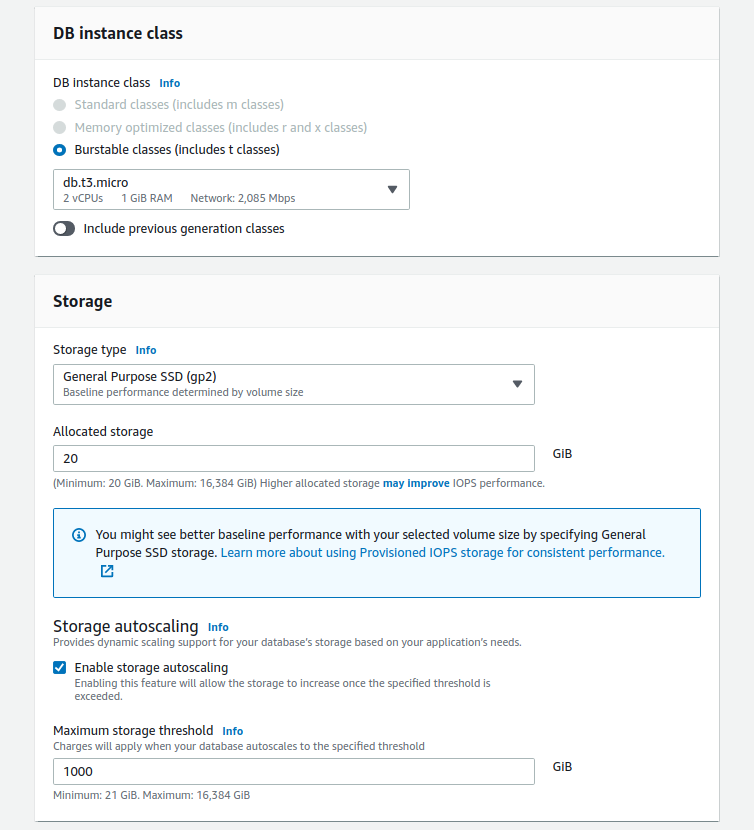 DB instance class
DB instance class Info
Standard classes (includes m classes)
Memory optimized classes (includes r and x classes)
Burstable classes (includes t classes)
db.t3.micro
2 vCPUs 1 GiB RAM Network: 2,085 Mbps
Include previous generation classes
Storage
Storage type Info
General Purpose SSD (gp2)
Baseline performance determined by volume size
Allocated storage
20
GiB
(Minimum: 20 GiB. Maximum: 16,384 GiB) Higher allocated storage may improve IOPS performance.
You might see better baseline performance with your selected volume size by specifying General
Purpose SSD storage. Learn more about using Provisioned IOPS storage for consistent performance.
Storage autoscaling Info
Provides dynamic scaling support for your database's storage based on your application's needs.
Enable storage autoscaling
Enabling this feature will allow the storage to increase once the specified threshold is
exceeded.
Maximum storage threshold Info
Charges will apply when your database autoscales to the specified threshold
1000
GiB
Minimum: 21 GiB. Maximum: 16,384 GiB